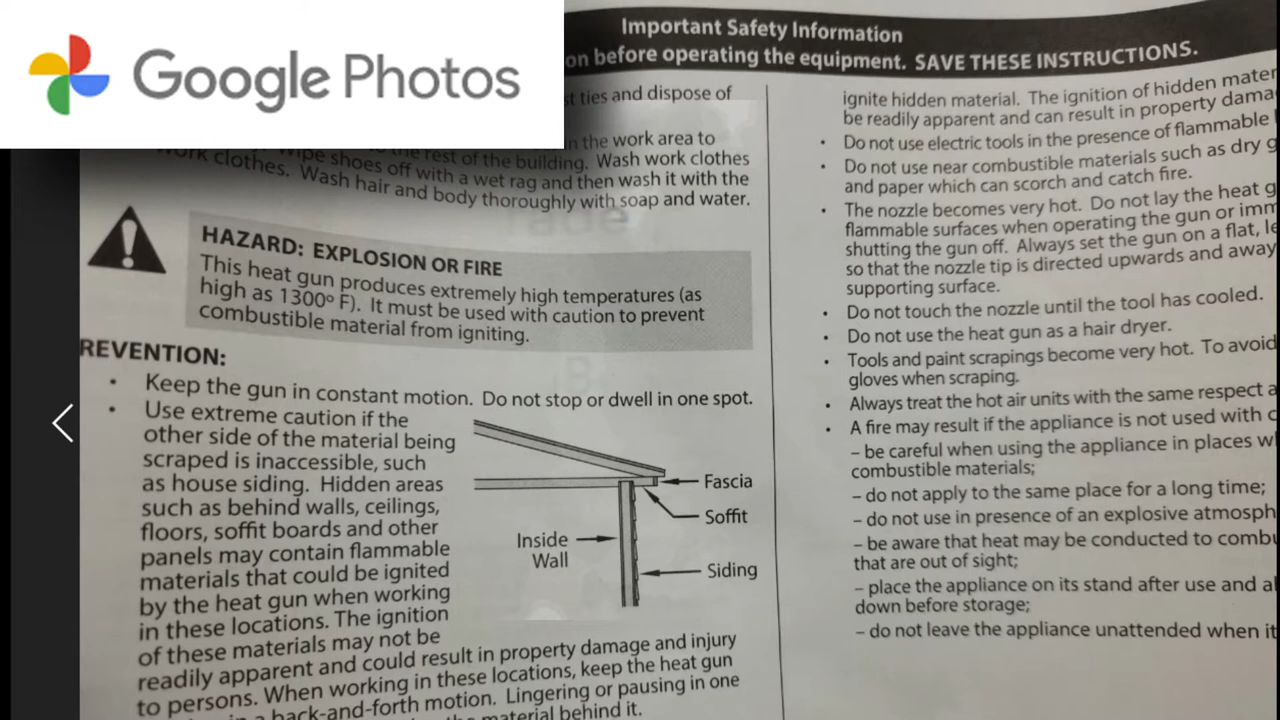 Google Photos
Important Safety Information
on before operating the equipment. SAVE THESE INSTRUCTIONS.
ties and dispose of
the work area to
the rest of the building. Wash work clothes
wipe shoes off with a wet rag and then wash it with the
work clothes. Wash hair and body thoroughly with soap and water.
HAZARD: EXPLOSION OR FIRE
This heat gun produces extremely high temperatures (as
high as 1300º F). It must be used with caution to prevent
combustible material from igniting.
REVENTION:
• Keep the gun in constant motion. Do not stop or dwell in one spot.
• Use extreme caution if the
other side of the material being
scraped is inaccessible, such
as house siding. Hidden areas
such as behind walls, ceilings,
floors, soffit boards and other
panels may contain flammable
materials that could be ignited
by the heat gun when working
in these locations. The ignition
of these materials may not be
readily apparent and could result in property damage and injury
to persons. When working in these locations, keep the heat gun
back-and-forth motion. Lingering or pausing in one
material behind it.
Fascia
Soffit
Inside
Wall
Siding
ignite hidden material. The ignition of hidden mater
be readily apparent and can result in property dama
• Do not use electric tools in the presence of flammable
• Do not use near combustible materials such as dry g
and paper which can scorch and catch fire.
• The nozzle becomes very hot. Do not lay the heat g
flammable surfaces when operating the gun or imm
shutting the gun off. Always set the gun on a flat, le
so that the nozzle tip is directed upwards and away
supporting surface.
• Do not touch the nozzle until the tool has cooled.
• Do not use the heat gun as a hair dryer.
• Tools and paint scrapings become very hot. To avoid
gloves when scraping.
• Always treat the hot air units with the same respect a
• A fire may result if the appliance is not used with c
– be careful when using the appliance in places w
combustible materials;
– do not apply to the same place for a long time;
– do not use in presence of an explosive atmosph
– be aware that heat may be conducted to combu
that are out of sight;
– place the appliance on its stand after use and al
down before storage;
– do not leave the appliance unattended when it